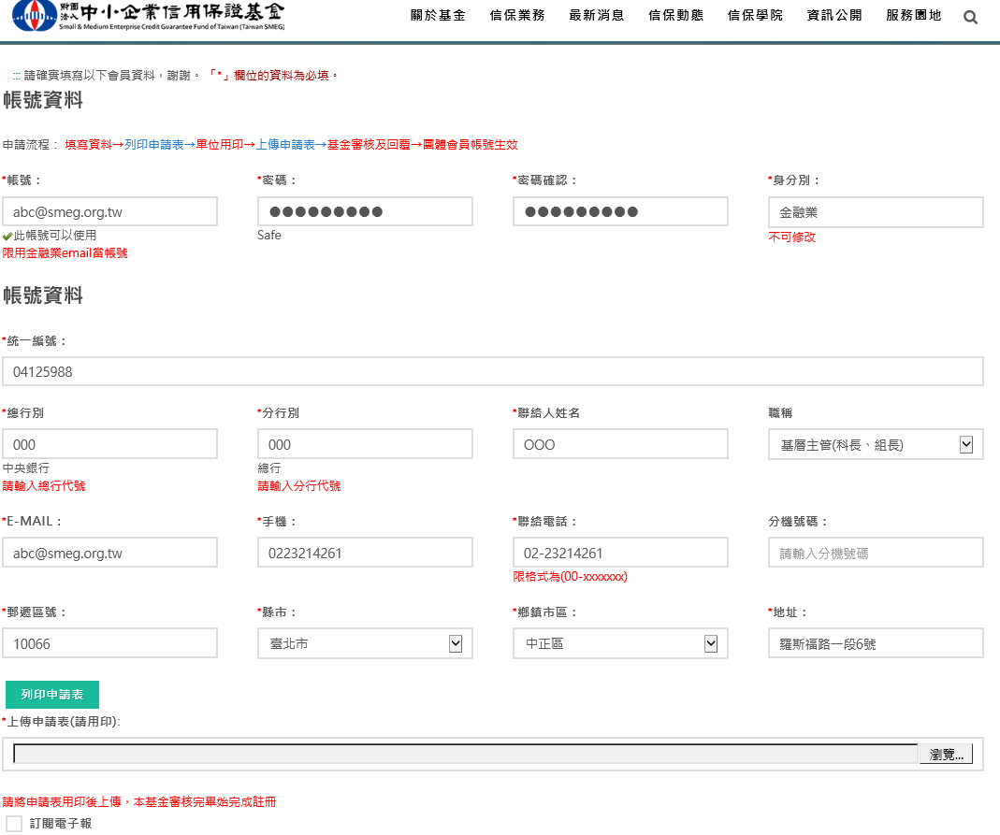 財團法人 中小企業信用保證基金
Small & Medium Enterprise Credit Guarantee Fund of Taiwan (Taiwan SMEG)
關於基金 信保業務 最新消息 信保動態 信保學院 資訊公開 服務園地
::: 請確實填寫以下會員資料，謝謝。「*」欄位的資料為必填。
帳號資料
申請流程： 填寫資料→列印申請表→單位用印→上傳申請表→基金審核及回覆→團體會員帳號生效
*帳號： *密碼： *密碼確認： *身分別：
abc@smeg.org.tw ●●●●●●●●● ●●●●●●●●● 金融業
此帳號可以使用 Safe 不可修改
限用金融業email當帳號
帳號資料
*統一編號：
04125988
*總行別 *分行別 *聯絡人姓名 職稱
000 000 OOO 基層主管(科長、組長)
中央銀行 總行
請輸入總行代號 請輸入分行代號
*E-MAIL： *手機： *聯絡電話： 分機號碼：
abc@smeg.org.tw 0223214261 02-23214261 請輸入分機號碼
限格式為(00-xxxxxxx)
*郵遞區號： *縣市： *鄉鎮市區： *地址：
10066 臺北市 中正區 羅斯福路一段6號
列印申請表
*上傳申請表(請用印):
瀏覽...
請將申請表用印後上傳，本基金審核完畢始完成註冊
訂閱電子報